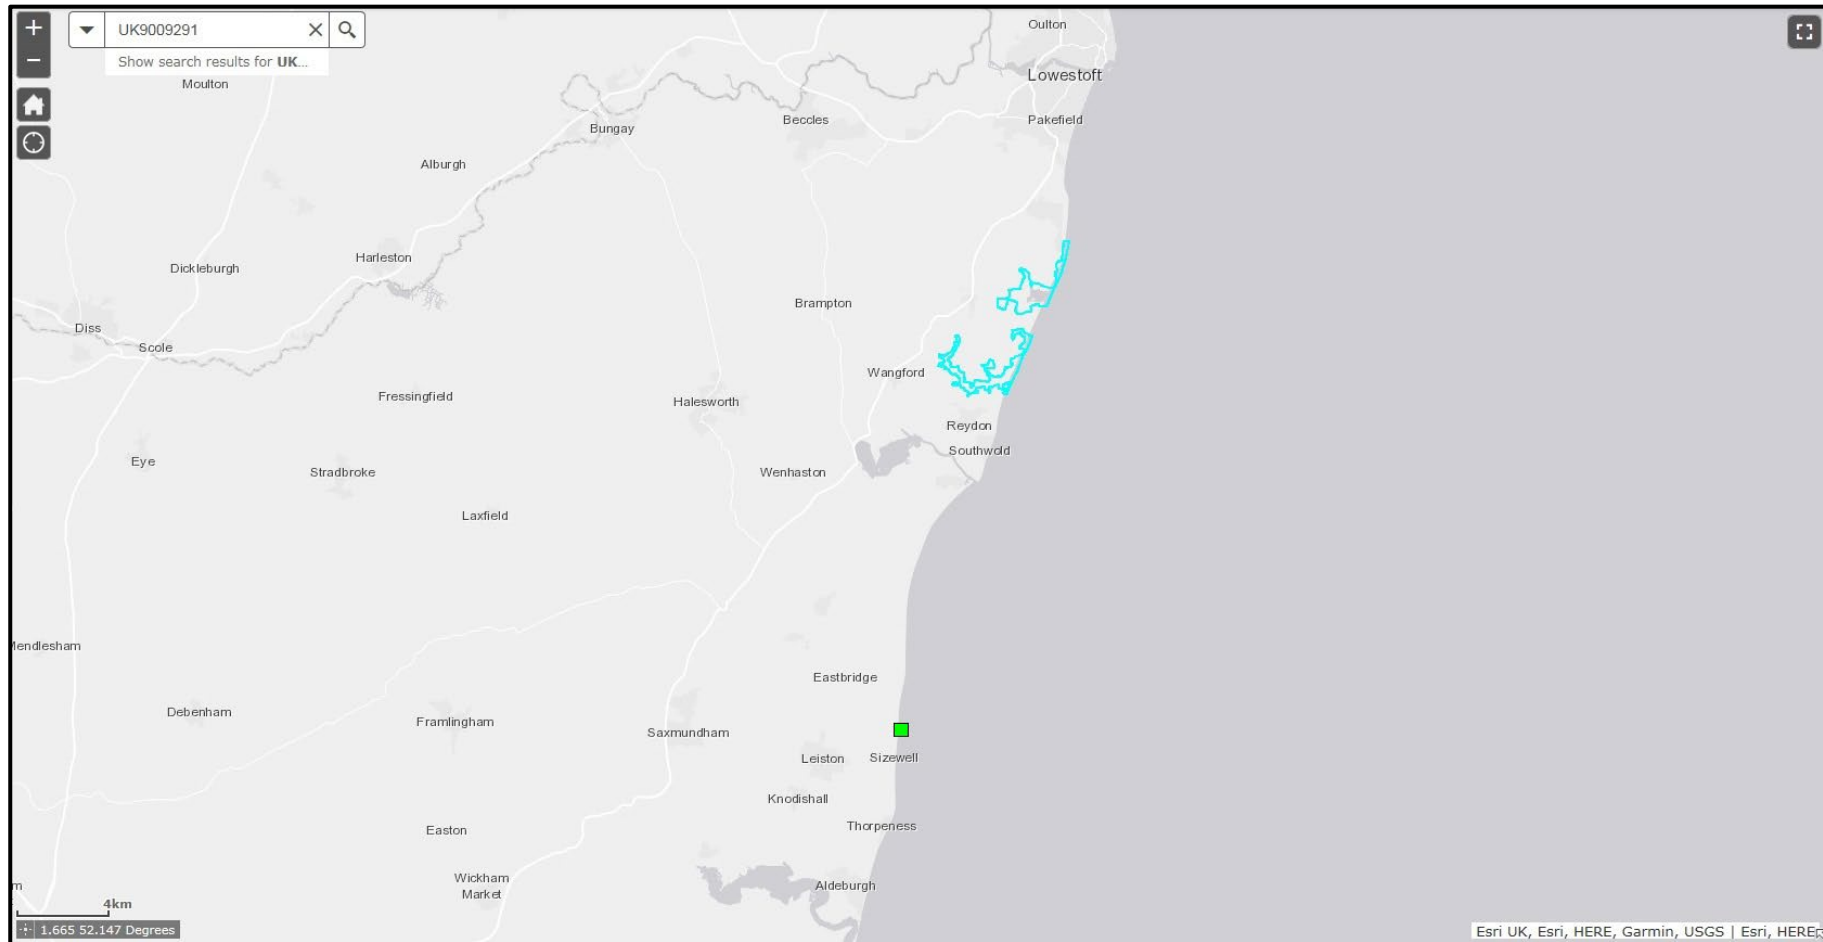 +
UK9009291
Show search results for UK...
−
Oulton
Lowestoft
Moulton
Beccles
Pakefield
Bungay
Alburgh
Harleston
Dickleburgh
Brampton
Diss
Scole
Wangford
Fressingfield
Halesworth
Reydon
Southwold
Eye
Stradbroke
Wenhaston
Laxfield
Mendlesham
Eastbridge
Debenham
Framlingham
Saxmundham
Leiston
Sizewell
Knodishall
Thorpeness
Easton
Wickham
Market
Aldeburgh
m
4km
1.665 52.147 Degrees
Esri UK, Esri, HERE, Garmin, USGS | Esri, HERE